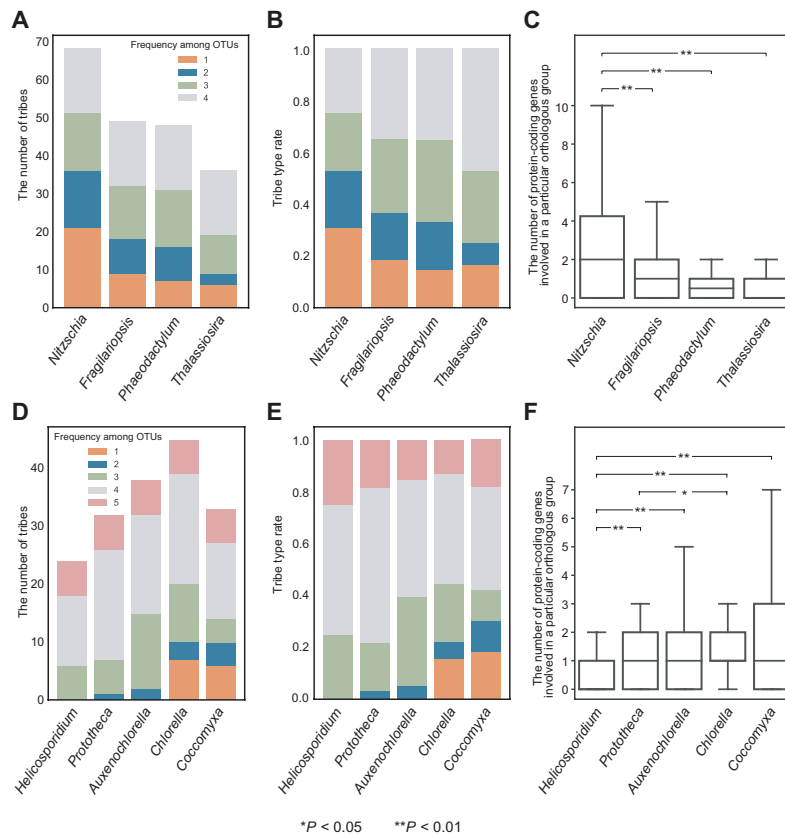 A
Frequency among OTUs
1
2
3
4
The number of tribes
70
60
50
40
30
20
10
0
Nitzschia
Fragilariopsis
Phaeodactylum
Thalassiosira
B
Tribe type rate
1.0
0.8
0.6
0.4
0.2
0.0
Nitzschia
Fragilariopsis
Phaeodactylum
Thalassiosira
C
The number of protein-coding genes
involved in a particular orthologous group
10
8
6
4
2
0
**
**
**
Nitzschia
Fragilariopsis
Phaeodactylum
Thalassiosira
D
Frequency among OTUs
1
2
3
4
5
The number of tribes
40
30
20
10
0
Helicosporidium
Prototheca
Auxenochlorella
Chlorella
Coccomyxa
E
Tribe type rate
1.0
0.8
0.6
0.4
0.2
0.0
Helicosporidium
Prototheca
Auxenochlorella
Chlorella
Coccomyxa
F
The number of protein-coding genes
involved in a particular orthologous group
7
6
5
4
3
2
1
0
**
**
*
**
**
Helicosporidium
Prototheca
Auxenochlorella
Chlorella
Coccomyxa
*P < 0.05 **P < 0.01